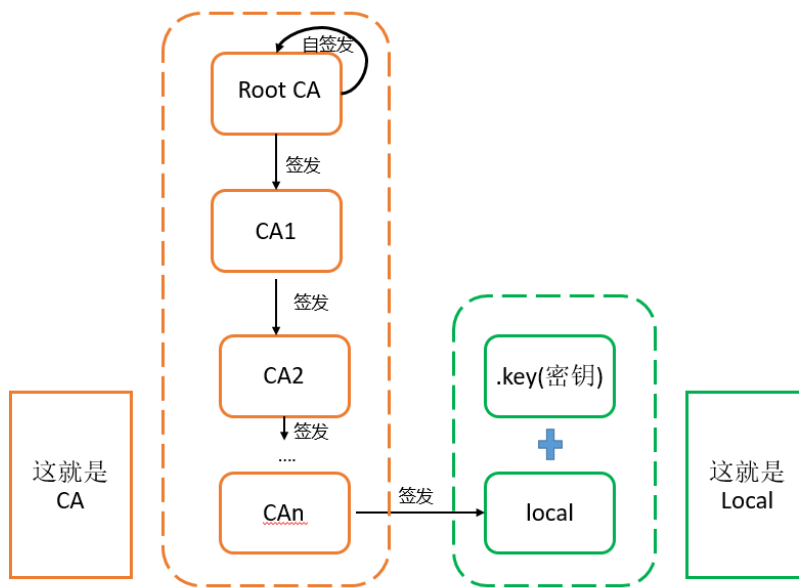 自签发
Root CA
签发
CA1
签发
CA2
签发
....
CAn
签发
.key(密钥)
local
这就是
CA
这就是
Local